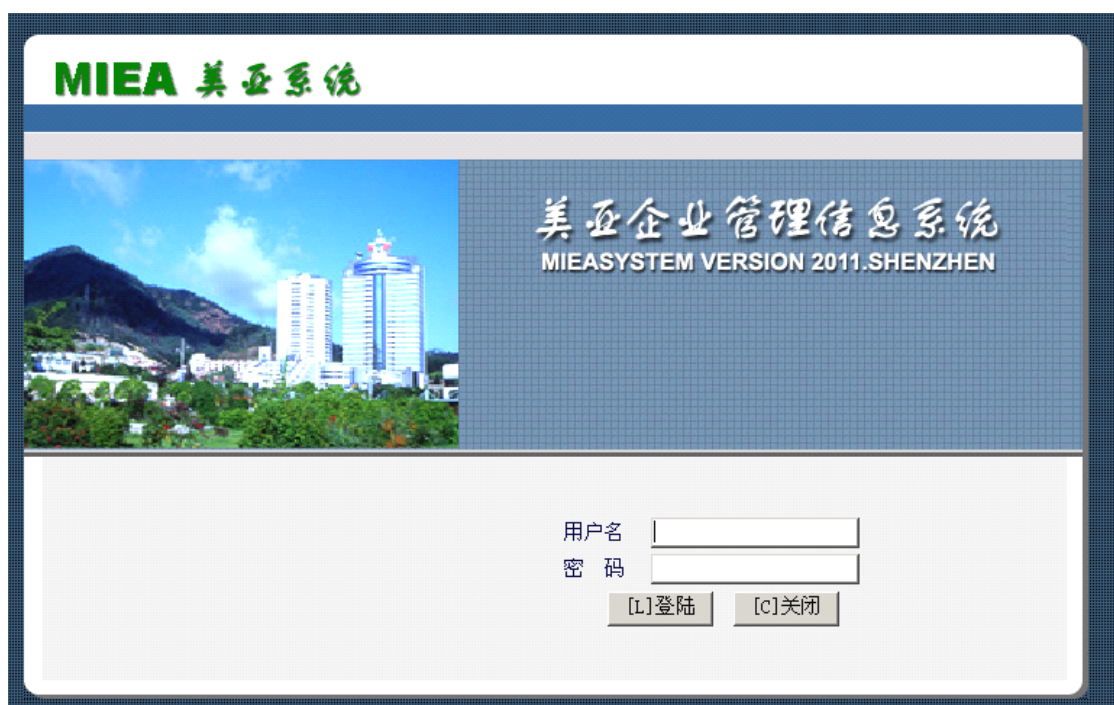 MIEA 美亚系统
美亚企业管理信息系统
MIEASYSTEM VERSION 2011.SHENZHEN
用户名
密 码
[L]登陆 [C]关闭